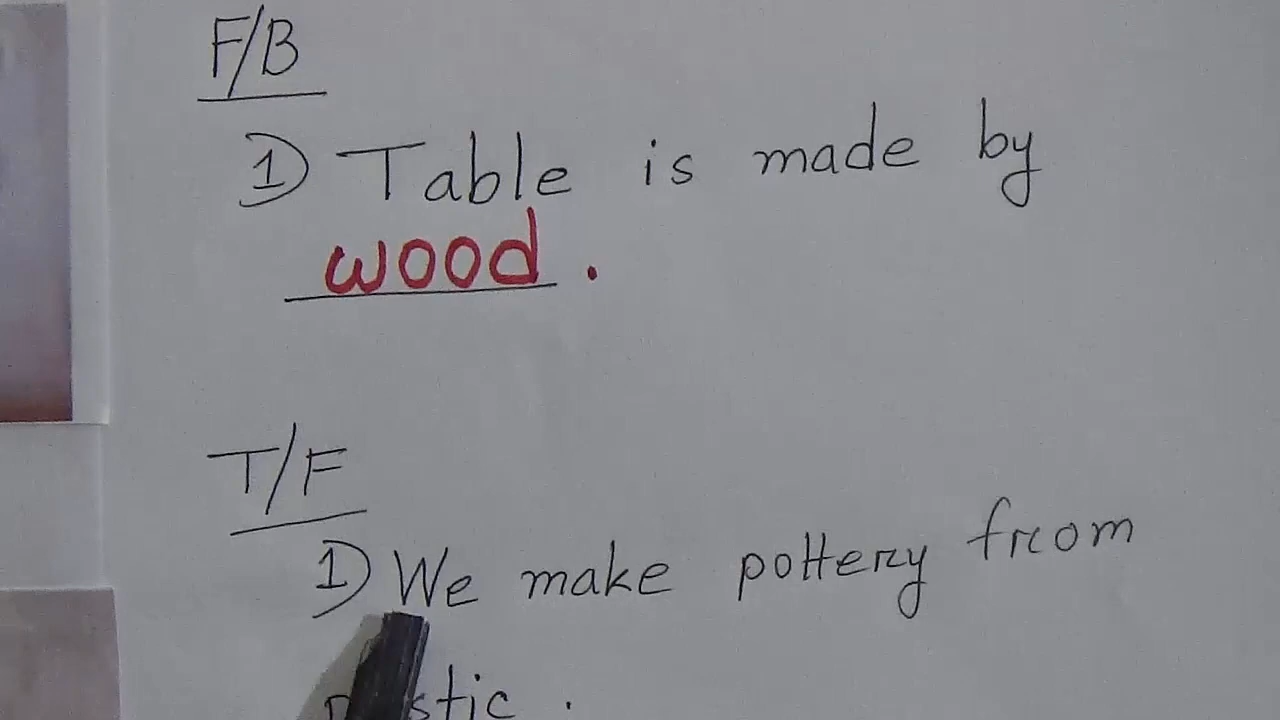 F/B
1) Table is made by
wood.
T/F
1) We make pottery from